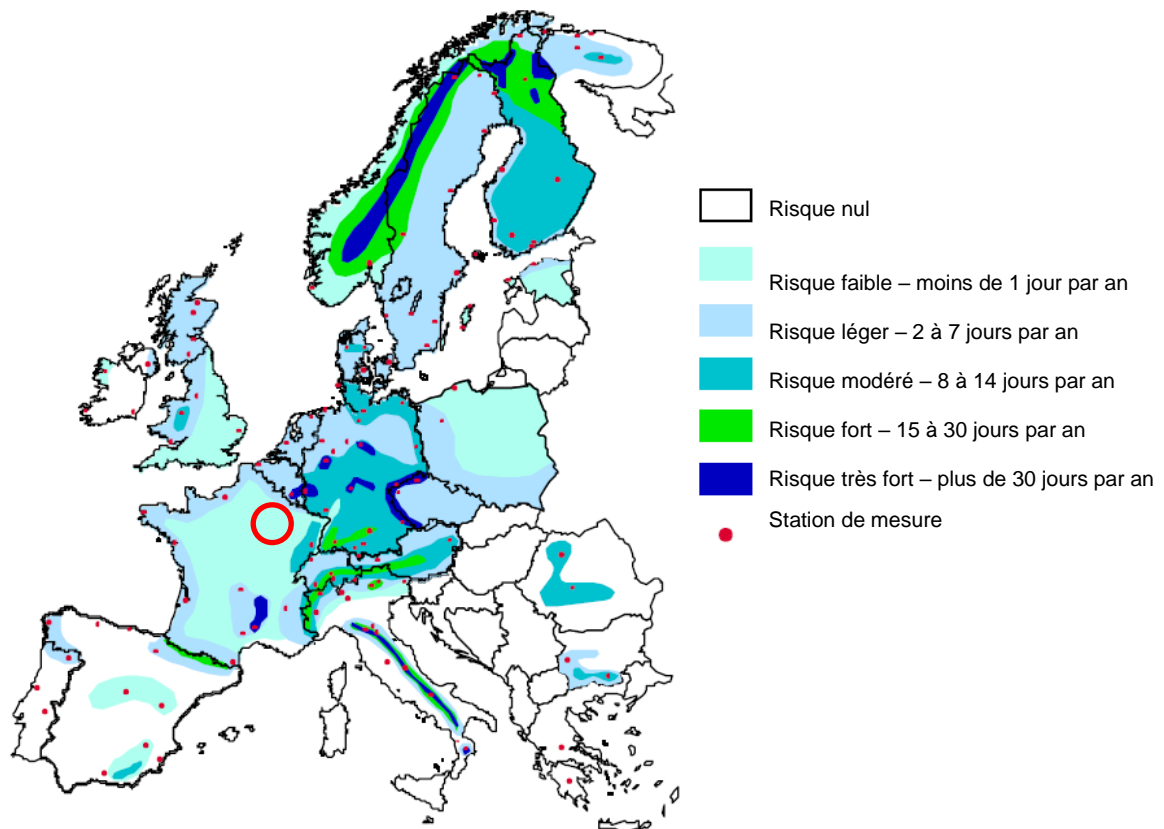 Risque nul
Risque faible – moins de 1 jour par an
Risque léger – 2 à 7 jours par an
Risque modéré – 8 à 14 jours par an
Risque fort – 15 à 30 jours par an
Risque très fort – plus de 30 jours par an
Station de mesure